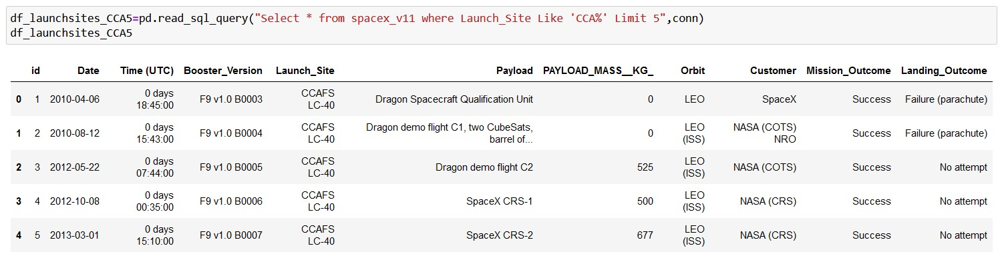 df_launchsites_CCA5=pd.read_sql_query("Select * from spacex_v11 where Launch_Site Like 'CCA%' Limit 5",conn)
df_launchsites_CCA5
id Date Time (UTC) Booster_Version Launch_Site Payload PAYLOAD_MASS__KG_ Orbit Customer Mission_Outcome Landing_Outcome
0 1 2010-04-06 0 days 18:45:00 F9 v1.0 B0003 CCAFS LC-40 Dragon Spacecraft Qualification Unit 0 LEO SpaceX Success Failure (parachute)
1 2 2010-08-12 0 days 15:43:00 F9 v1.0 B0004 CCAFS LC-40 Dragon demo flight C1, two CubeSats, barrel of... 0 LEO (ISS) NASA (COTS) NRO Success Failure (parachute)
2 3 2012-05-22 0 days 07:44:00 F9 v1.0 B0005 CCAFS LC-40 Dragon demo flight C2 525 LEO (ISS) NASA (COTS) Success No attempt
3 4 2012-10-08 0 days 00:35:00 F9 v1.0 B0006 CCAFS LC-40 SpaceX CRS-1 500 LEO (ISS) NASA (CRS) Success No attempt
4 5 2013-03-01 0 days 15:10:00 F9 v1.0 B0007 CCAFS LC-40 SpaceX CRS-2 677 LEO (ISS) NASA (CRS) Success No attempt